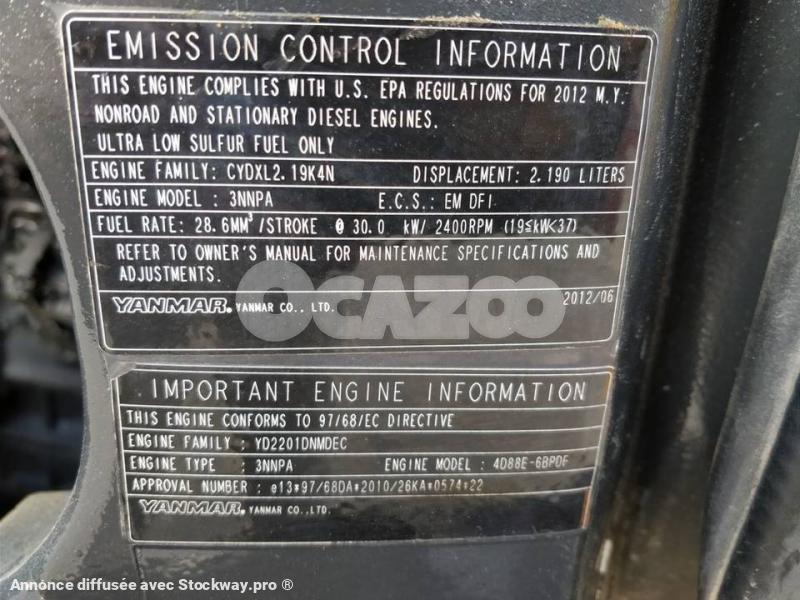 EMISSION CONTROL INFORMATION
THIS ENGINE COMPLIES WITH U.S. EPA REGULATIONS FOR 2012 M.Y.
NONROAD AND STATIONARY DIESEL ENGINES.
ULTRA LOW SULFUR FUEL ONLY
ENGINE FAMILY: CYDXL2.19K4N DISPLACEMENT: 2.190 LITERS
ENGINE MODEL : 3NNPA E.C.S.: EM DFI
FUEL RATE: 28.6MM³/STROKE @ 30.0 kW/ 2400RPM (19≤kW<37)
REFER TO OWNER'S MANUAL FOR MAINTENANCE SPECIFICATIONS AND
ADJUSTMENTS.
2012/06
YANMAR. YANMAR CO., LTD.
OCAZOO
IMPORTANT ENGINE INFORMATION
THIS ENGINE CONFORMS TO 97/68/EC DIRECTIVE
ENGINE FAMILY : YD2201DNMDEC
ENGINE TYPE : 3NNPA ENGINE MODEL : 4D88E-6BPDF
APPROVAL NUMBER : e13*97/68DA*2010/26KA*0574*22
YANMAR. YANMAR CO., LTD.
Annonce diffusée avec Stockway.pro ®